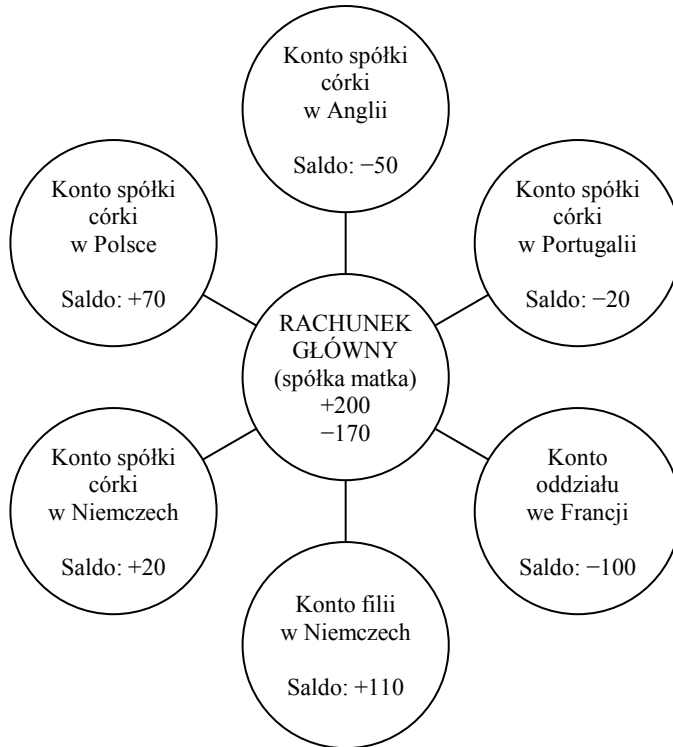 Konto spółki
córki
w Anglii
Saldo: −50
Konto spółki
córki
w Polsce
Saldo: +70
Konto spółki
córki
w Portugalii
Saldo: −20
RACHUNEK
GŁÓWNY
(spółka matka)
+200
−170
Konto spółki
córki
w Niemczech
Saldo: +20
Konto
oddziału
we Francji
Saldo: −100
Konto filii
w Niemczech
Saldo: +110